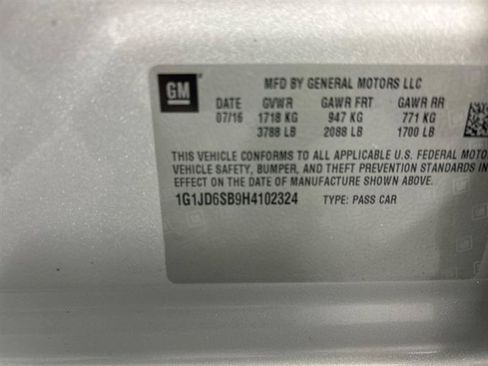 GM MFD BY GENERAL MOTORS LLC
DATE GVWR GAWR FRT GAWR RR
07/16 1718 KG 947 KG 771 KG
3788 LB 2088 LB 1700 LB
THIS VEHICLE CONFORMS TO ALL APPLICABLE U.S. FEDERAL MOTO
VEHICLE SAFETY, BUMPER, AND THEFT PREVENTION STANDARDS I
EFFECT ON THE DATE OF MANUFACTURE SHOWN ABOVE.
1G1JD6SB9H4102324 TYPE: PASS CAR